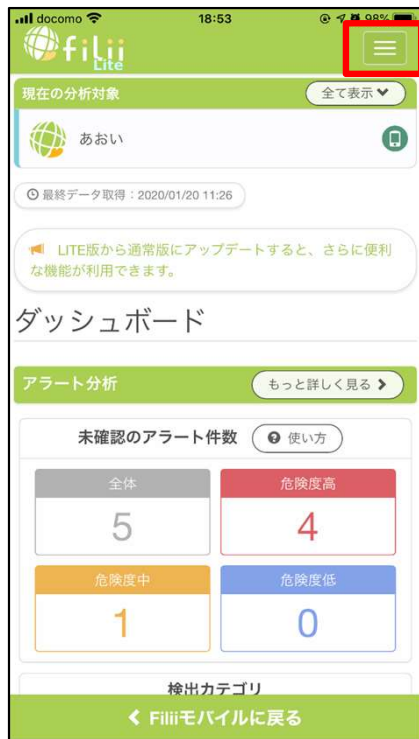 docomo 18:53 98%
filii
Lite
現在の分析対象 全て表示
あおい
最終データ取得：2020/01/20 11:26
LITE版から通常版にアップデートすると、さらに便利
な機能が利用できます。
ダッシュボード
アラート分析 もっと詳しく見る
未確認のアラート件数 使い方
全体 危険度高
5 4
危険度中 危険度低
1 0
検出カテゴリ
Filiiモバイルに戻る